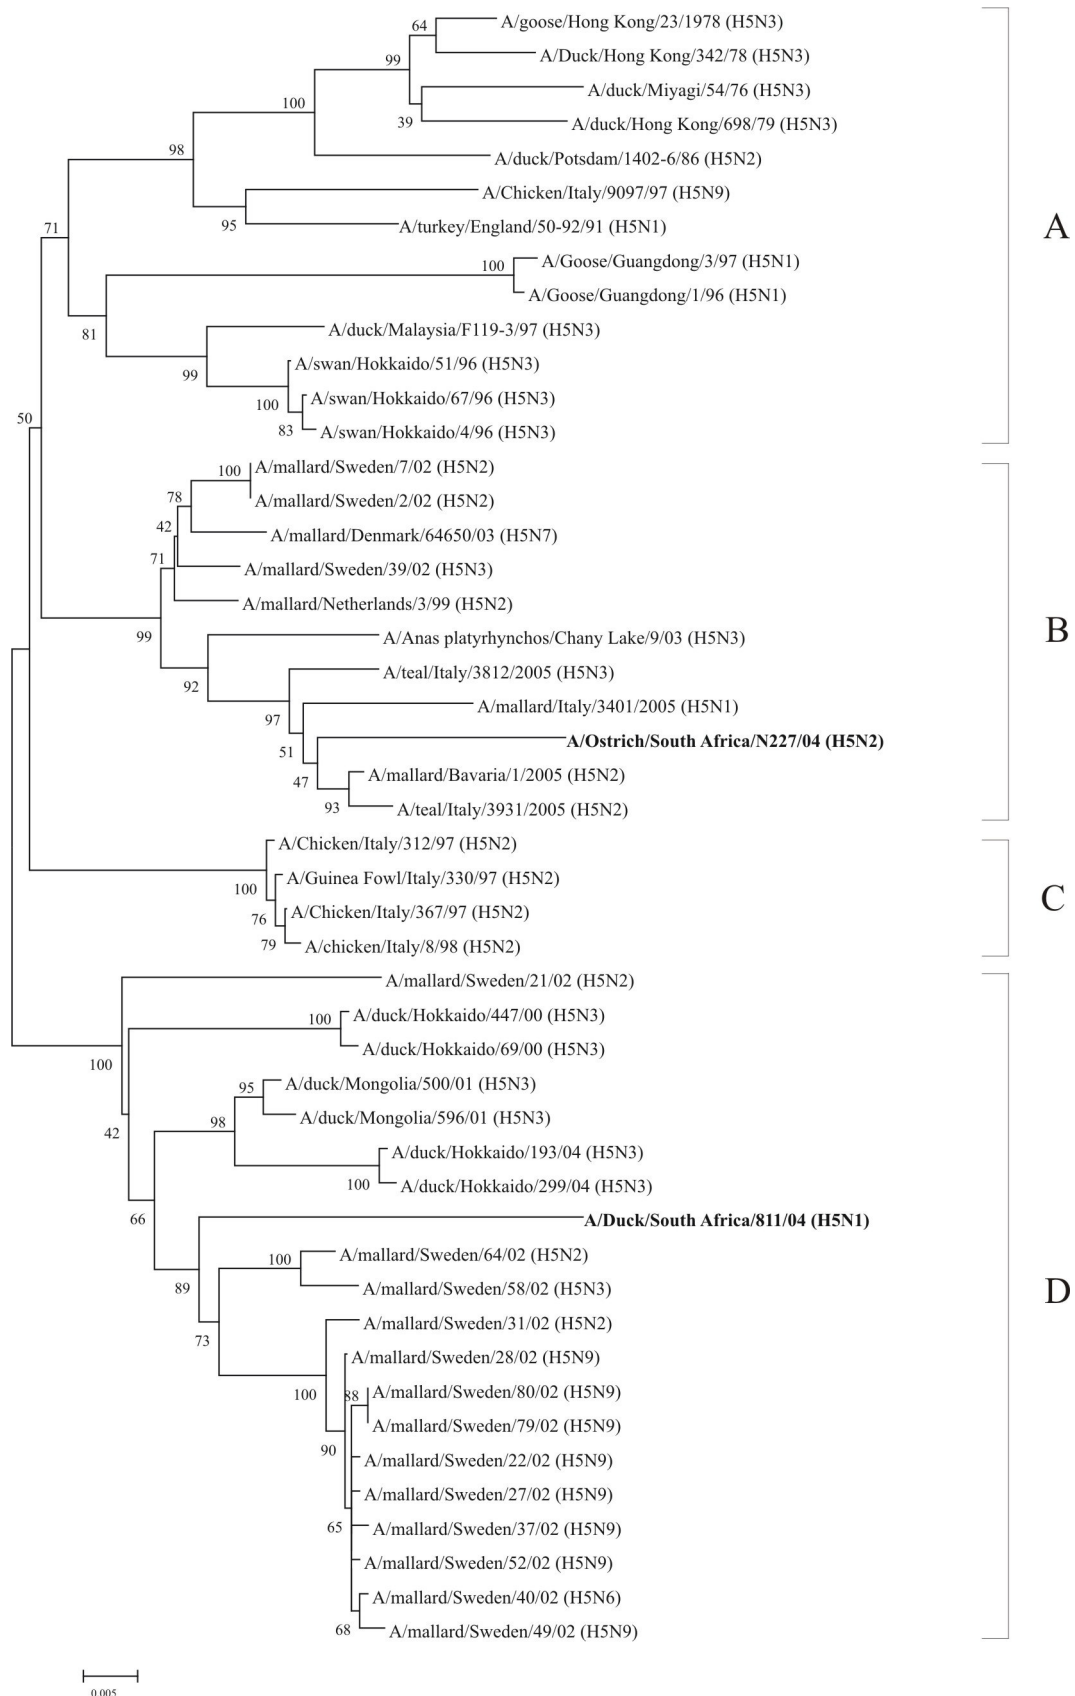 A/goose/Hong Kong/23/1978 (H5N3)
64
A/Duck/Hong Kong/342/78 (H5N3)
99
A/duck/Miyagi/54/76 (H5N3)
100
39
A/duck/Hong Kong/698/79 (H5N3)
98
A/duck/Potsdam/1402-6/86 (H5N2)
A/Chicken/Italy/9097/97 (H5N9)
95
A/turkey/England/50-92/91 (H5N1)
71
A
A/Goose/Guangdong/3/97 (H5N1)
100
A/Goose/Guangdong/1/96 (H5N1)
81
A/duck/Malaysia/F119-3/97 (H5N3)
A/swan/Hokkaido/51/96 (H5N3)
99
A/swan/Hokkaido/67/96 (H5N3)
100
50
83
A/swan/Hokkaido/4/96 (H5N3)
A/mallard/Sweden/7/02 (H5N2)
100
78
A/mallard/Sweden/2/02 (H5N2)
42
A/mallard/Denmark/64650/03 (H5N7)
71
A/mallard/Sweden/39/02 (H5N3)
A/mallard/Netherlands/3/99 (H5N2)
99
A/Anas platyrhynchos/Chany Lake/9/03 (H5N3)
B
A/teal/Italy/3812/2005 (H5N3)
92
A/mallard/Italy/3401/2005 (H5N1)
97
A/Ostrich/South Africa/N227/04 (H5N2)
51
A/mallard/Bavaria/1/2005 (H5N2)
47
93
A/teal/Italy/3931/2005 (H5N2)
A/Chicken/Italy/312/97 (H5N2)
A/Guinea Fowl/Italy/330/97 (H5N2)
100
C
A/Chicken/Italy/367/97 (H5N2)
76
79
A/chicken/Italy/8/98 (H5N2)
A/mallard/Sweden/21/02 (H5N2)
A/duck/Hokkaido/447/00 (H5N3)
100
A/duck/Hokkaido/69/00 (H5N3)
100
A/duck/Mongolia/500/01 (H5N3)
95
A/duck/Mongolia/596/01 (H5N3)
98
42
A/duck/Hokkaido/193/04 (H5N3)
100
A/duck/Hokkaido/299/04 (H5N3)
66
A/Duck/South Africa/811/04 (H5N1)
A/mallard/Sweden/64/02 (H5N2)
100
89
A/mallard/Sweden/58/02 (H5N3)
D
A/mallard/Sweden/31/02 (H5N2)
73
A/mallard/Sweden/28/02 (H5N9)
100
88
A/mallard/Sweden/80/02 (H5N9)
A/mallard/Sweden/79/02 (H5N9)
90
A/mallard/Sweden/22/02 (H5N9)
A/mallard/Sweden/27/02 (H5N9)
65
A/mallard/Sweden/37/02 (H5N9)
A/mallard/Sweden/52/02 (H5N9)
A/mallard/Sweden/40/02 (H5N6)
68
A/mallard/Sweden/49/02 (H5N9)
0.005